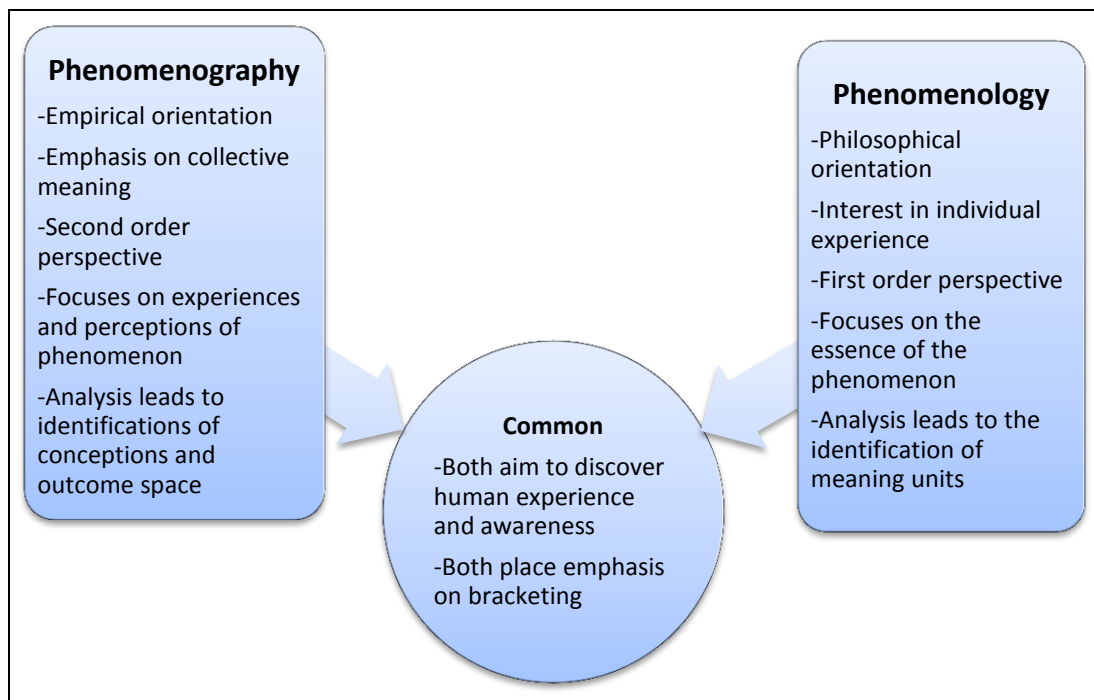 Phenomenography
-Empirical orientation
-Emphasis on collective
meaning
-Second order
perspective
-Focuses on experiences
and perceptions of
phenomenon
-Analysis leads to
identifications of
conceptions and
outcome space
Phenomenology
-Philosophical
orientation
-Interest in individual
experience
-First order perspective
-Focuses on the
essence of the
phenomenon
-Analysis leads to the
identification of
meaning units
Common
-Both aim to discover
human experience
and awareness
-Both place emphasis
on bracketing